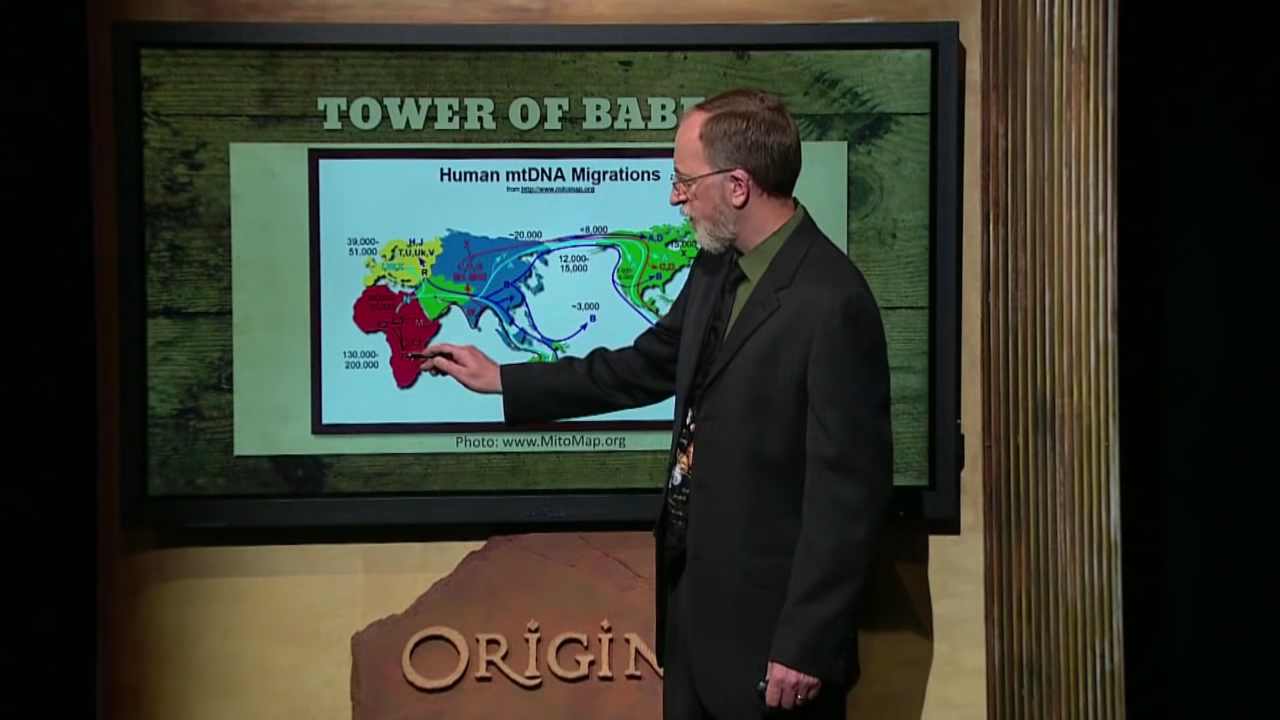 TOWER OF BAB
Human mtDNA Migrations
from http://www.mitomap.org
39,000-
51,000
H,J
T,U,Uk,V
R
~20,000
<8,000
A,D
15,000
X
12,000-
15,000
A
C,D
B
B
F
~3,000
B
N
M
130,000-
200,000
Photo: www.MitoMap.org
ORIGIN